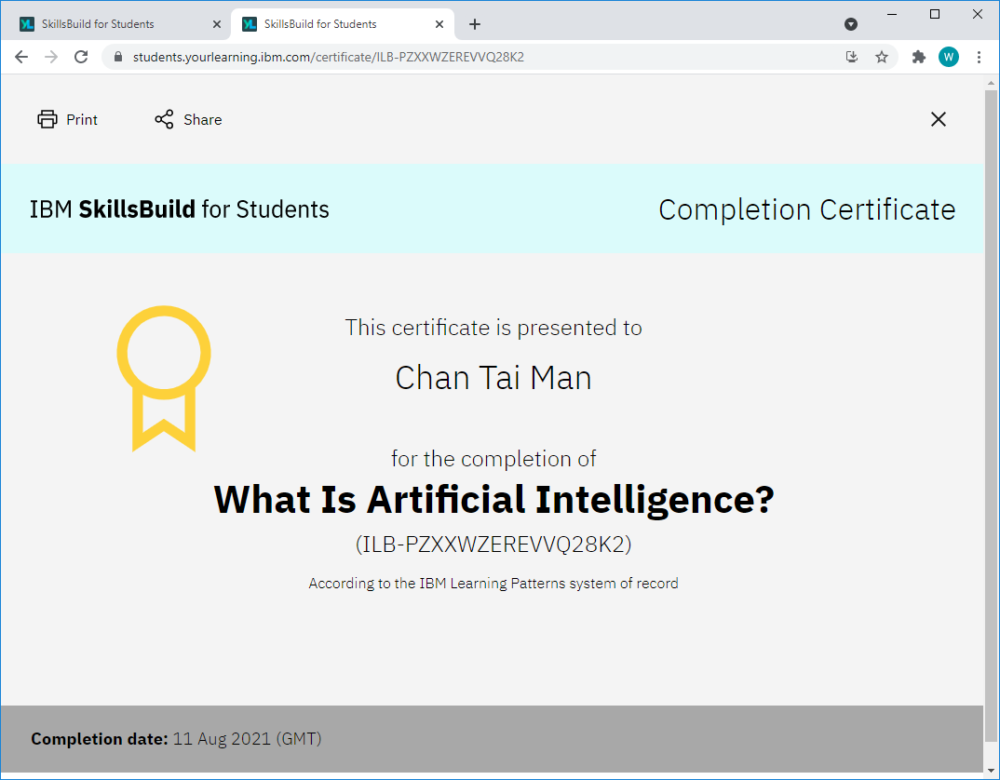 SkillsBuild for Students
SkillsBuild for Students
students.yourlearning.ibm.com/certificate/ILB-PZXXWZEREVVQ28K2
W
Print
Share
IBM SkillsBuild for Students
Completion Certificate
This certificate is presented to
Chan Tai Man
for the completion of
What Is Artificial Intelligence?
(ILB-PZXXWZEREVVQ28K2)
According to the IBM Learning Patterns system of record
Completion date: 11 Aug 2021 (GMT)